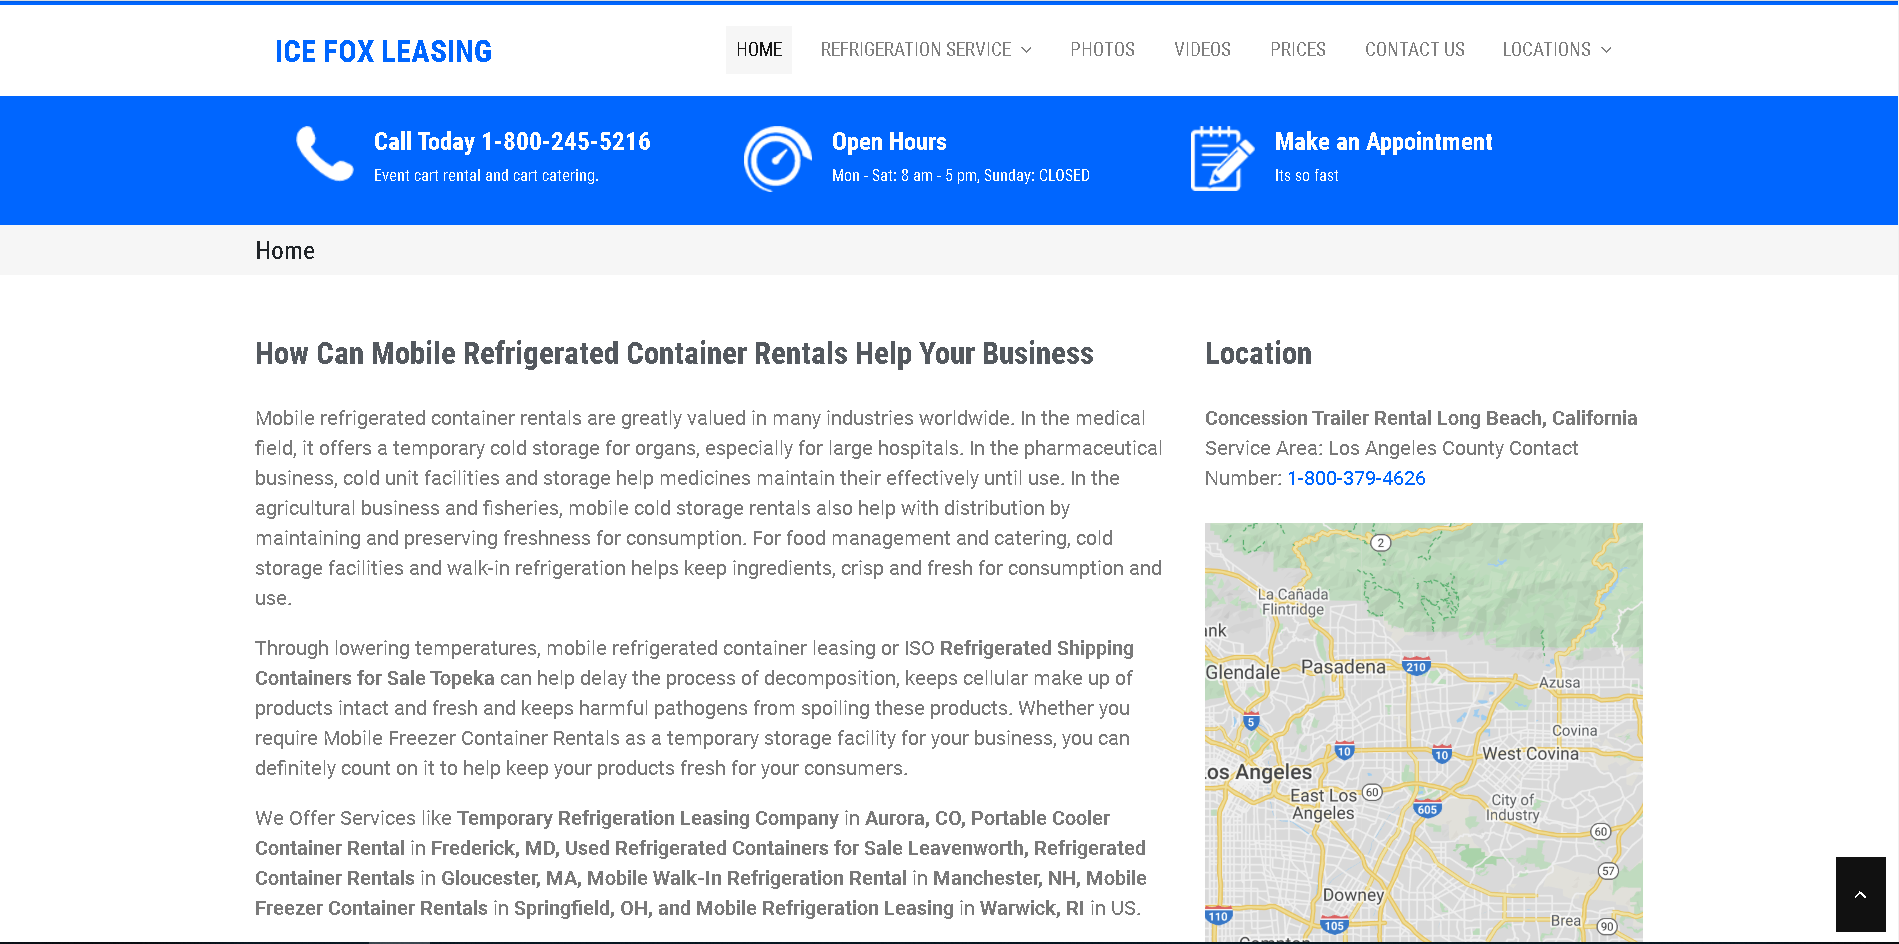 ICE FOX LEASING
HOME
REFRIGERATION SERVICE
PHOTOS
VIDEOS
PRICES
CONTACT US
LOCATIONS
Call Today 1-800-245-5216
Event cart rental and cart catering.
Open Hours
Mon - Sat: 8 am - 5 pm, Sunday: CLOSED
Make an Appointment
Its so fast
Home
How Can Mobile Refrigerated Container Rentals Help Your Business
Mobile refrigerated container rentals are greatly valued in many industries worldwide. In the medical
field, it offers a temporary cold storage for organs, especially for large hospitals. In the pharmaceutical
business, cold unit facilities and storage help medicines maintain their effectively until use. In the
agricultural business and fisheries, mobile cold storage rentals also help with distribution by
maintaining and preserving freshness for consumption. For food management and catering, cold
storage facilities and walk-in refrigeration helps keep ingredients, crisp and fresh for consumption and
use.
Through lowering temperatures, mobile refrigerated container leasing or ISO Refrigerated Shipping
Containers for Sale Topeka can help delay the process of decomposition, keeps cellular make up of
products intact and fresh and keeps harmful pathogens from spoiling these products. Whether you
require Mobile Freezer Container Rentals as a temporary storage facility for your business, you can
definitely count on it to help keep your products fresh for your consumers.
We Offer Services like Temporary Refrigeration Leasing Company in Aurora, CO, Portable Cooler
Container Rental in Frederick, MD, Used Refrigerated Containers for Sale Leavenworth, Refrigerated
Container Rentals in Gloucester, MA, Mobile Walk-In Refrigeration Rental in Manchester, NH, Mobile
Freezer Container Rentals in Springfield, OH, and Mobile Refrigeration Leasing in Warwick, RI in US.
Location
Concession Trailer Rental Long Beach, California
Service Area: Los Angeles County Contact
Number: 1-800-379-4626
2
La Cañada
Flintridge
ank
Glendale
Pasadena
210
Azusa
5
Covina
10
10
West Covina
Los Angeles
East Los
Angeles
60
605
City of
Industry
60
57
Downey
110
105
Brea
90
Compton